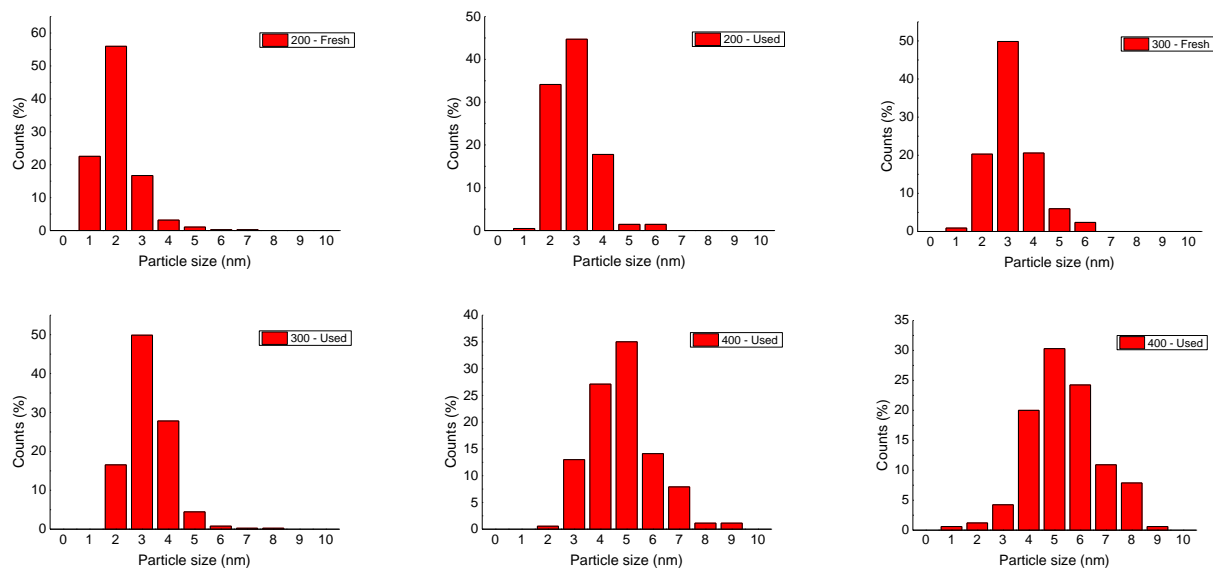 200 - Fresh
Counts (%)
60
50
40
30
20
10
0
0 1 2 3 4 5 6 7 8 9 10
Particle size (nm)
200 - Used
Counts (%)
50
40
30
20
10
0
0 1 2 3 4 5 6 7 8 9 10
Particle size (nm)
300 - Fresh
Counts (%)
50
40
30
20
10
0
0 1 2 3 4 5 6 7 8 9 10
Particle size (nm)
300 - Used
Counts (%)
50
40
30
20
10
0
0 1 2 3 4 5 6 7 8 9 10
Particle size (nm)
400 - Used
Counts (%)
40
35
30
25
20
15
10
5
0
0 1 2 3 4 5 6 7 8 9 10
Particle size (nm)
400 - Used
Counts (%)
35
30
25
20
15
10
5
0
0 1 2 3 4 5 6 7 8 9 10
Particle size (nm)